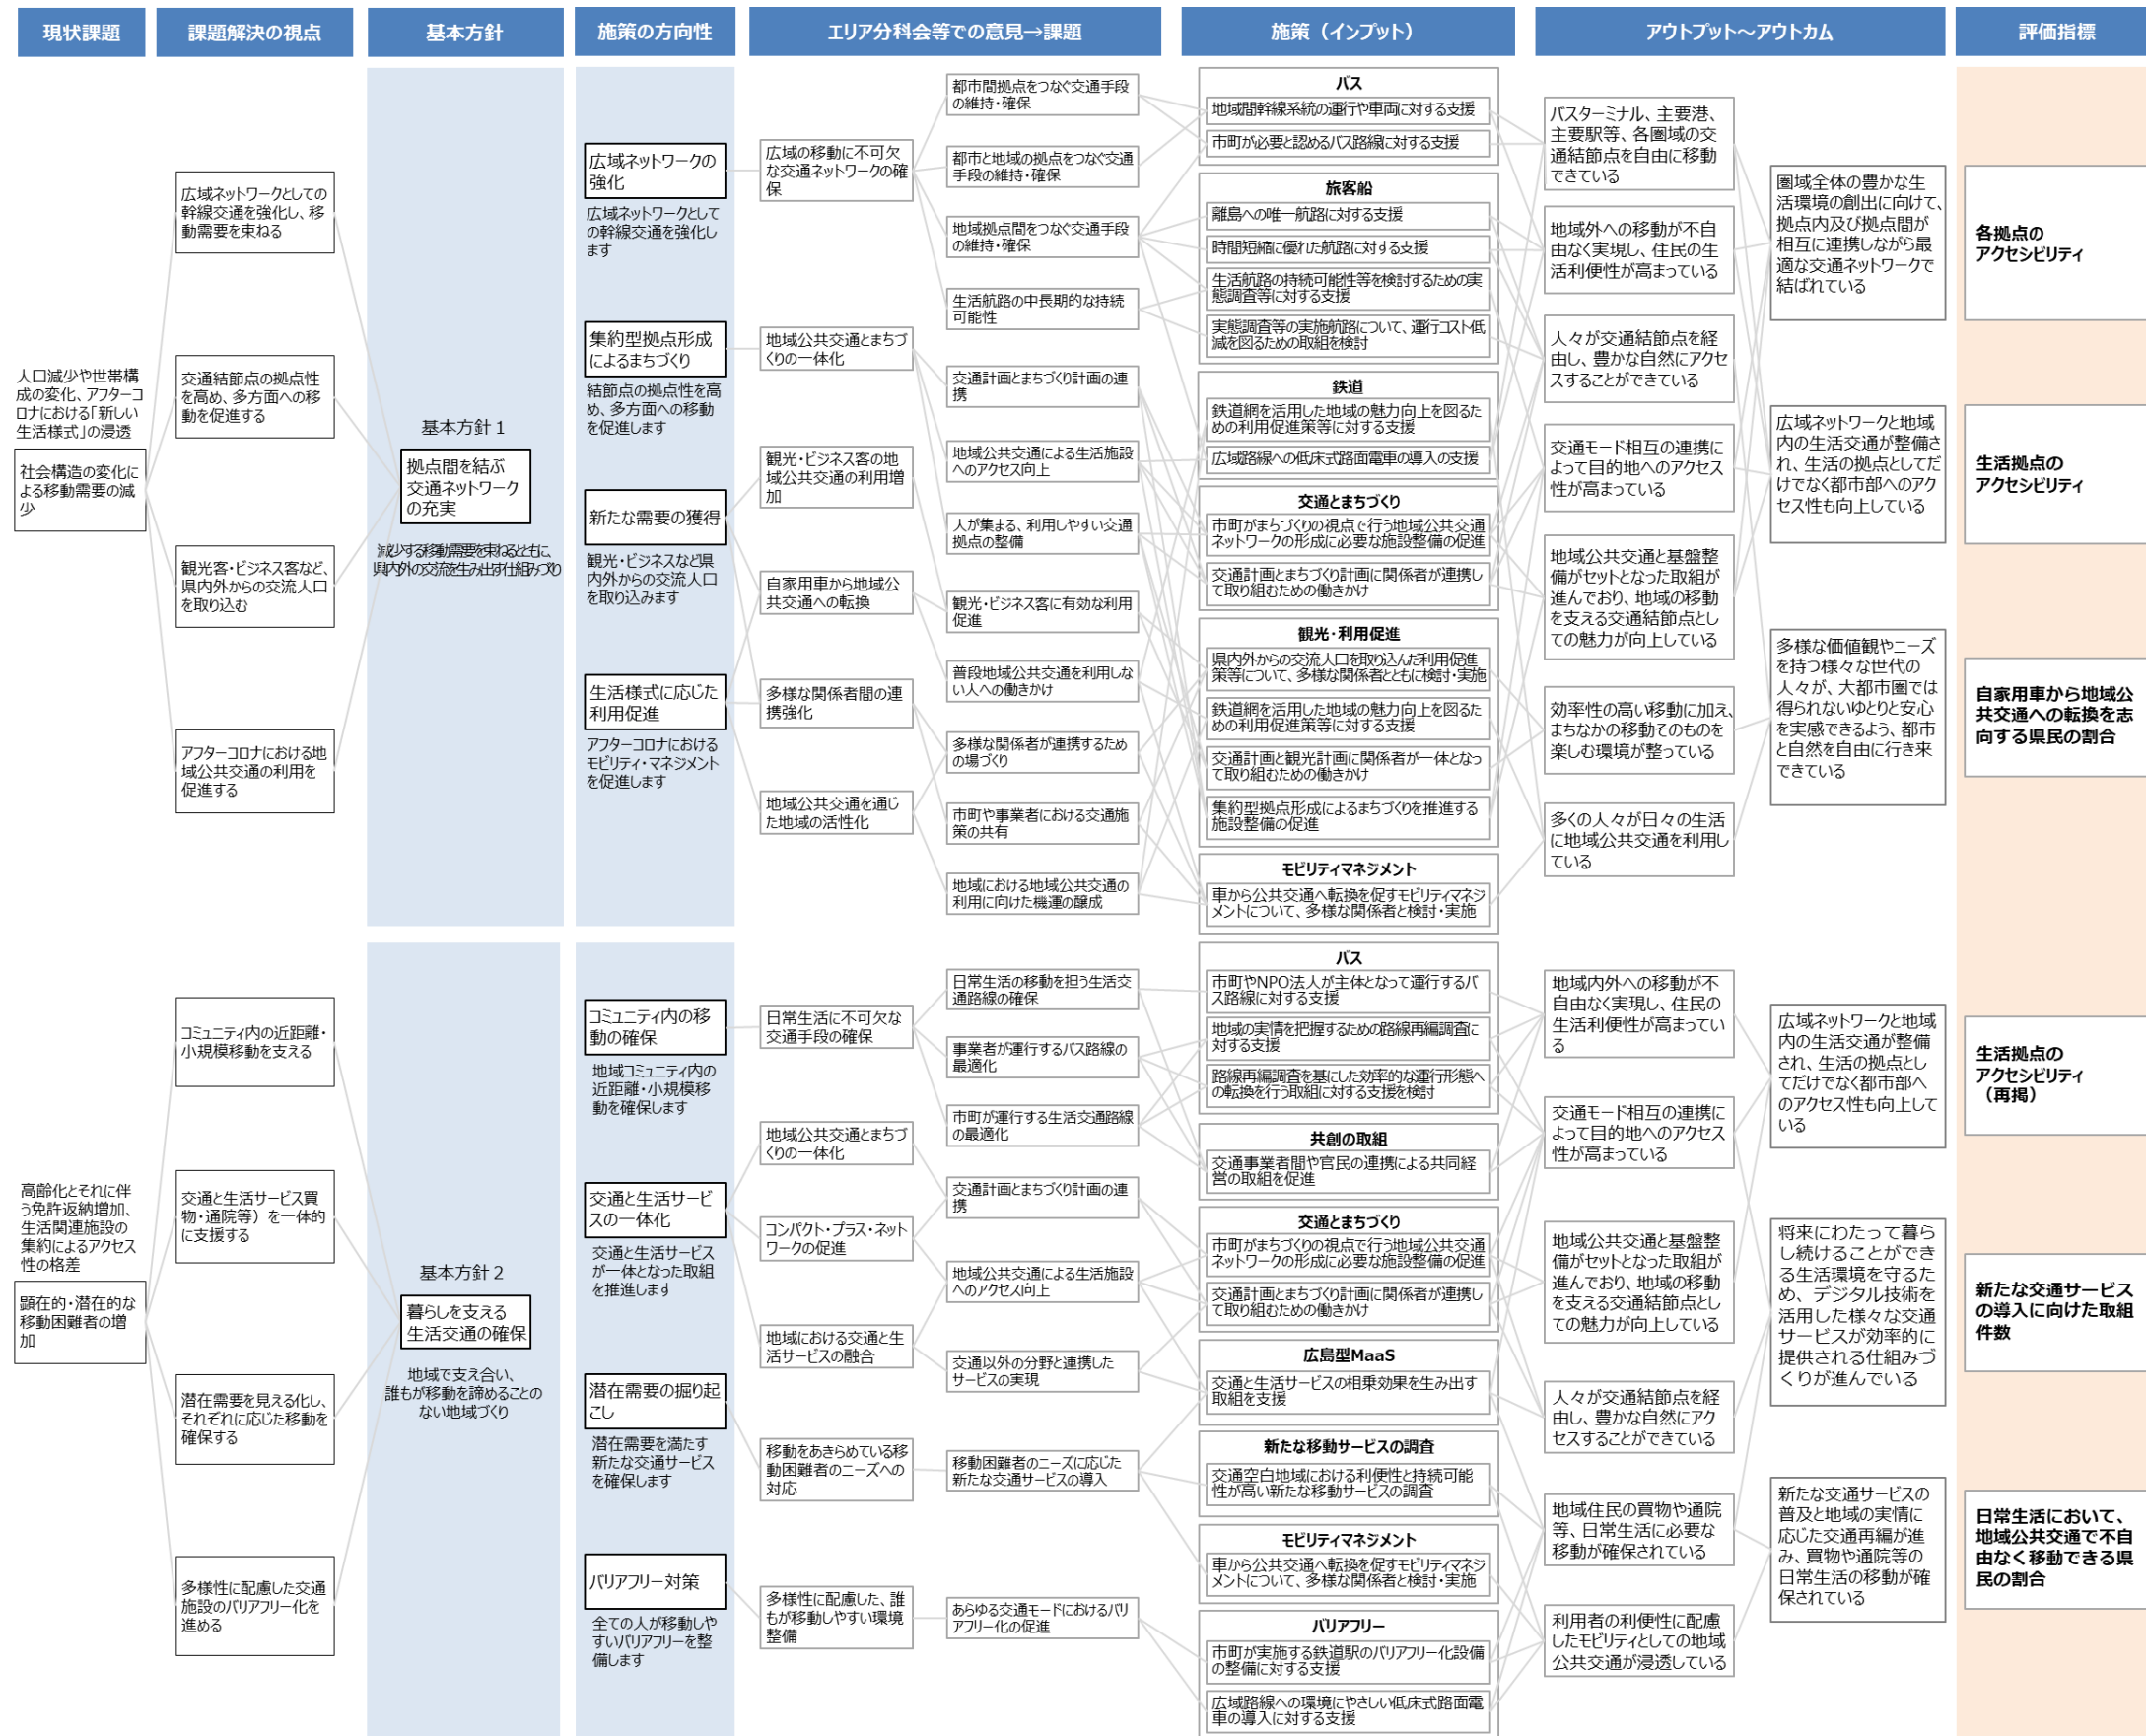 現状課題
課題解決の視点
基本方針
施策の方向性
エリア分科会等での意見→課題
施策（インプット）
アウトプット～アウトカム
評価指標
人口減少や世帯構
成の変化、アフターコ
ロナにおける「新しい
生活様式」の浸透
社会構造の変化に
よる移動需要の減
少
広域ネットワークとしての
幹線交通を強化し、移
動需要を束ねる
交通結節点の拠点性
を高め、多方面への移
動を促進する
観光客・ビジネス客など、
県内外からの交流人口
を取り込む
アフターコロナにおける地
域公共交通の利用を
促進する
基本方針１
拠点間を結ぶ
交通ネットワーク
の充実
減少する移動需要を束ねるともに、
県内外の交流を生み出す仕組みづくり
広域ネットワークの
強化
広域ネットワークとして
の幹線交通を強化し
ます
集約型拠点形成
によるまちづくり
結節点の拠点性を高
め、多方面への移動
を促進します
新たな需要の獲得
観光・ビジネスなど県
内外からの交流人口
を取り込みます
生活様式に応じた
利用促進
アフターコロナにおける
モビリティ・マネジメント
を促進します
広域の移動に不可欠
な交通ネットワークの確
保
地域公共交通とまちづ
くりの一体化
観光・ビジネス客の地
域公共交通の利用増
加
自家用車から地域公
共交通への転換
多様な関係者間の連
携強化
地域公共交通を通じ
た地域の活性化
都市間拠点をつなぐ交通手段
の維持・確保
都市と地域の拠点をつなぐ交通
手段の維持・確保
地域拠点間をつなぐ交通手段
の維持・確保
生活航路の中長期的な持続
可能性
交通計画とまちづくり計画の連
携
地域公共交通による生活施設
へのアクセス向上
人が集まる、利用しやすい交通
拠点の整備
観光・ビジネス客に有効な利用
促進
普段地域公共交通を利用しな
い人への働きかけ
多様な関係者が連携するため
の場づくり
市町や事業者における交通施
策の共有
地域における地域公共交通の
利用に向けた機運の醸成
バス
地域間幹線系統の運行や車両に対する支援
市町が必要と認めるバス路線に対する支援
旅客船
離島への唯一航路に対する支援
時間短縮に優れた航路に対する支援
生活航路の持続可能性等を検討するための実
態調査等に対する支援
実態調査等の実施航路について、運行コスト低
減を図るための取組を検討
鉄道
鉄道網を活用した地域の魅力向上を図るた
めの利用促進策等に対する支援
広域路線への低床式路面電車の導入の支援
交通とまちづくり
市町がまちづくりの視点で行う地域公共交通
ネットワークの形成に必要な施設整備の促進
交通計画とまちづくり計画に関係者が連携し
て取り組むための働きかけ
観光・利用促進
県内外からの交流人口を取り込んだ利用促進
策等について、多様な関係者とともに検討・実施
鉄道網を活用した地域の魅力向上を図るた
めの利用促進策等に対する支援
交通計画と観光計画に関係者が一体となっ
て取り組むための働きかけ
集約型拠点形成によるまちづくりを推進する
施設整備の促進
モビリティマネジメント
車から公共交通へ転換を促すモビリティマネジ
メントについて、多様な関係者と検討・実施
バスターミナル、主要港、
主要駅等、各圏域の交
通結節点を自由に移動
できている
地域外への移動が不自
由なく実現し、住民の生
活利便性が高まっている
人々が交通結節点を経
由し、豊かな自然にアクセ
スすることができている
交通モード相互の連携に
よって目的地へのアクセス
性が高まっている
地域公共交通と基盤整
備がセットとなった取組が
進んでおり、地域の移動
を支える交通結節点とし
ての魅力が向上している
効率性の高い移動に加え、
まちなかの移動そのものを
楽しむ環境が整っている
多くの人々が日々の生活
に地域公共交通を利用し
ている
圏域全体の豊かな生
活環境の創出に向けて、
拠点内及び拠点間が
相互に連携しながら最
適な交通ネットワークで
結ばれている
広域ネットワークと地域
内の生活交通が整備さ
れ、生活の拠点としてだ
けでなく都市部へのアク
セス性も向上している
多様な価値観やニーズ
を持つ様々な世代の
人々が、大都市圏では
得られないゆとりと安心
を実感できるよう、都市
と自然を自由に行き来
できている
各拠点の
アクセシビリティ
生活拠点の
アクセシビリティ
自家用車から地域公
共交通への転換を志
向する県民の割合
高齢化とそれに伴
う免許返納増加、
生活関連施設の
集約によるアクセス
性の格差
顕在的・潜在的な
移動困難者の増
加
コミュニティ内の近距離・
小規模移動を支える
交通と生活サービス買
物・通院等）を一体的
に支援する
潜在需要を見える化し、
それぞれに応じた移動を
確保する
多様性に配慮した交通
施設のバリアフリー化を
進める
基本方針２
暮らしを支える
生活交通の確保
地域で支え合い、
誰もが移動を諦めることの
ない地域づくり
コミュニティ内の移
動の確保
地域コミュニティ内の
近距離・小規模移
動を確保します
交通と生活サービ
スの一体化
交通と生活サービス
が一体となった取組
を推進します
潜在需要の掘り起
こし
潜在需要を満たす
新たな交通サービス
を確保します
バリアフリー対策
全ての人が移動しや
すいバリアフリーを整
備します
日常生活に不可欠な
交通手段の確保
地域公共交通とまちづ
くりの一体化
コンパクト・プラス・ネット
ワークの促進
地域における交通と生
活サービスの融合
移動をあきらめている移
動困難者のニーズへの
対応
多様性に配慮した、誰
もが移動しやすい環境
整備
日常生活の移動を担う生活交
通路線の確保
事業者が運行するバス路線の
最適化
市町が運行する生活交通路線
の最適化
交通計画とまちづくり計画の連
携
地域公共交通による生活施設
へのアクセス向上
交通以外の分野と連携した
サービスの実現
移動困難者のニーズに応じた
新たな交通サービスの導入
あらゆる交通モードにおけるバリ
アフリー化の促進
バス
市町やNPO法人が主体となって運行するバ
ス路線に対する支援
地域の実情を把握するための路線再編調査に
対する支援
路線再編調査を基にした効率的な運行形態へ
の転換を行う取組に対する支援を検討
共創の取組
交通事業者間や官民の連携による共同経
営の取組を促進
交通とまちづくり
市町がまちづくりの視点で行う地域公共交通
ネットワークの形成に必要な施設整備の促進
交通計画とまちづくり計画に関係者が連携し
て取り組むための働きかけ
広島型MaaS
交通と生活サービスの相乗効果を生み出す
取組を支援
新たな移動サービスの調査
交通空白地域における利便性と持続可能
性が高い新たな移動サービスの調査
モビリティマネジメント
車から公共交通へ転換を促すモビリティマネジ
メントについて、多様な関係者と検討・実施
バリアフリー
市町が実施する鉄道駅のバリアフリー化設備
の整備に対する支援
広域路線への環境にやさしい低床式路面電
車の導入に対する支援
地域内外への移動が不
自由なく実現し、住民の
生活利便性が高まってい
る
交通モード相互の連携に
よって目的地へのアクセス
性が高まっている
地域公共交通と基盤整
備がセットとなった取組が
進んでおり、地域の移動
を支える交通結節点とし
ての魅力が向上している
人々が交通結節点を経
由し、豊かな自然にアク
セスすることができている
地域住民の買物や通院
等、日常生活に必要な
移動が確保されている
利用者の利便性に配慮
したモビリティとしての地域
公共交通が浸透している
広域ネットワークと地域
内の生活交通が整備
され、生活の拠点とし
てだけでなく都市部へ
のアクセス性も向上して
いる
将来にわたって暮ら
し続けることができ
る生活環境を守るた
め、デジタル技術を
活用した様々な交通
サービスが効率的に
提供される仕組みづ
くりが進んでいる
新たな交通サービスの
普及と地域の実情に
応じた交通再編が進
み、買物や通院等の
日常生活の移動が確
保されている
生活拠点の
アクセシビリティ
（再掲）
新たな交通サービス
の導入に向けた取組
件数
日常生活において、
地域公共交通で不自
由なく移動できる県
民の割合